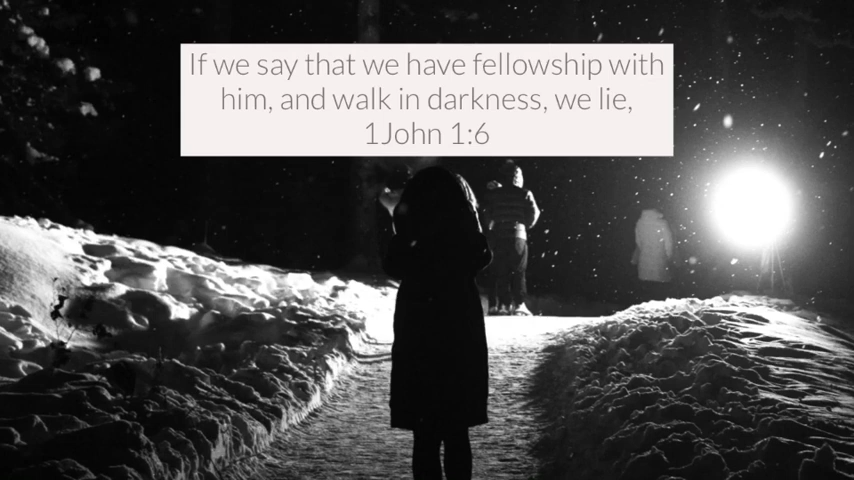 If we say that we have fellowship with
him, and walk in darkness, we lie,
1John 1:6